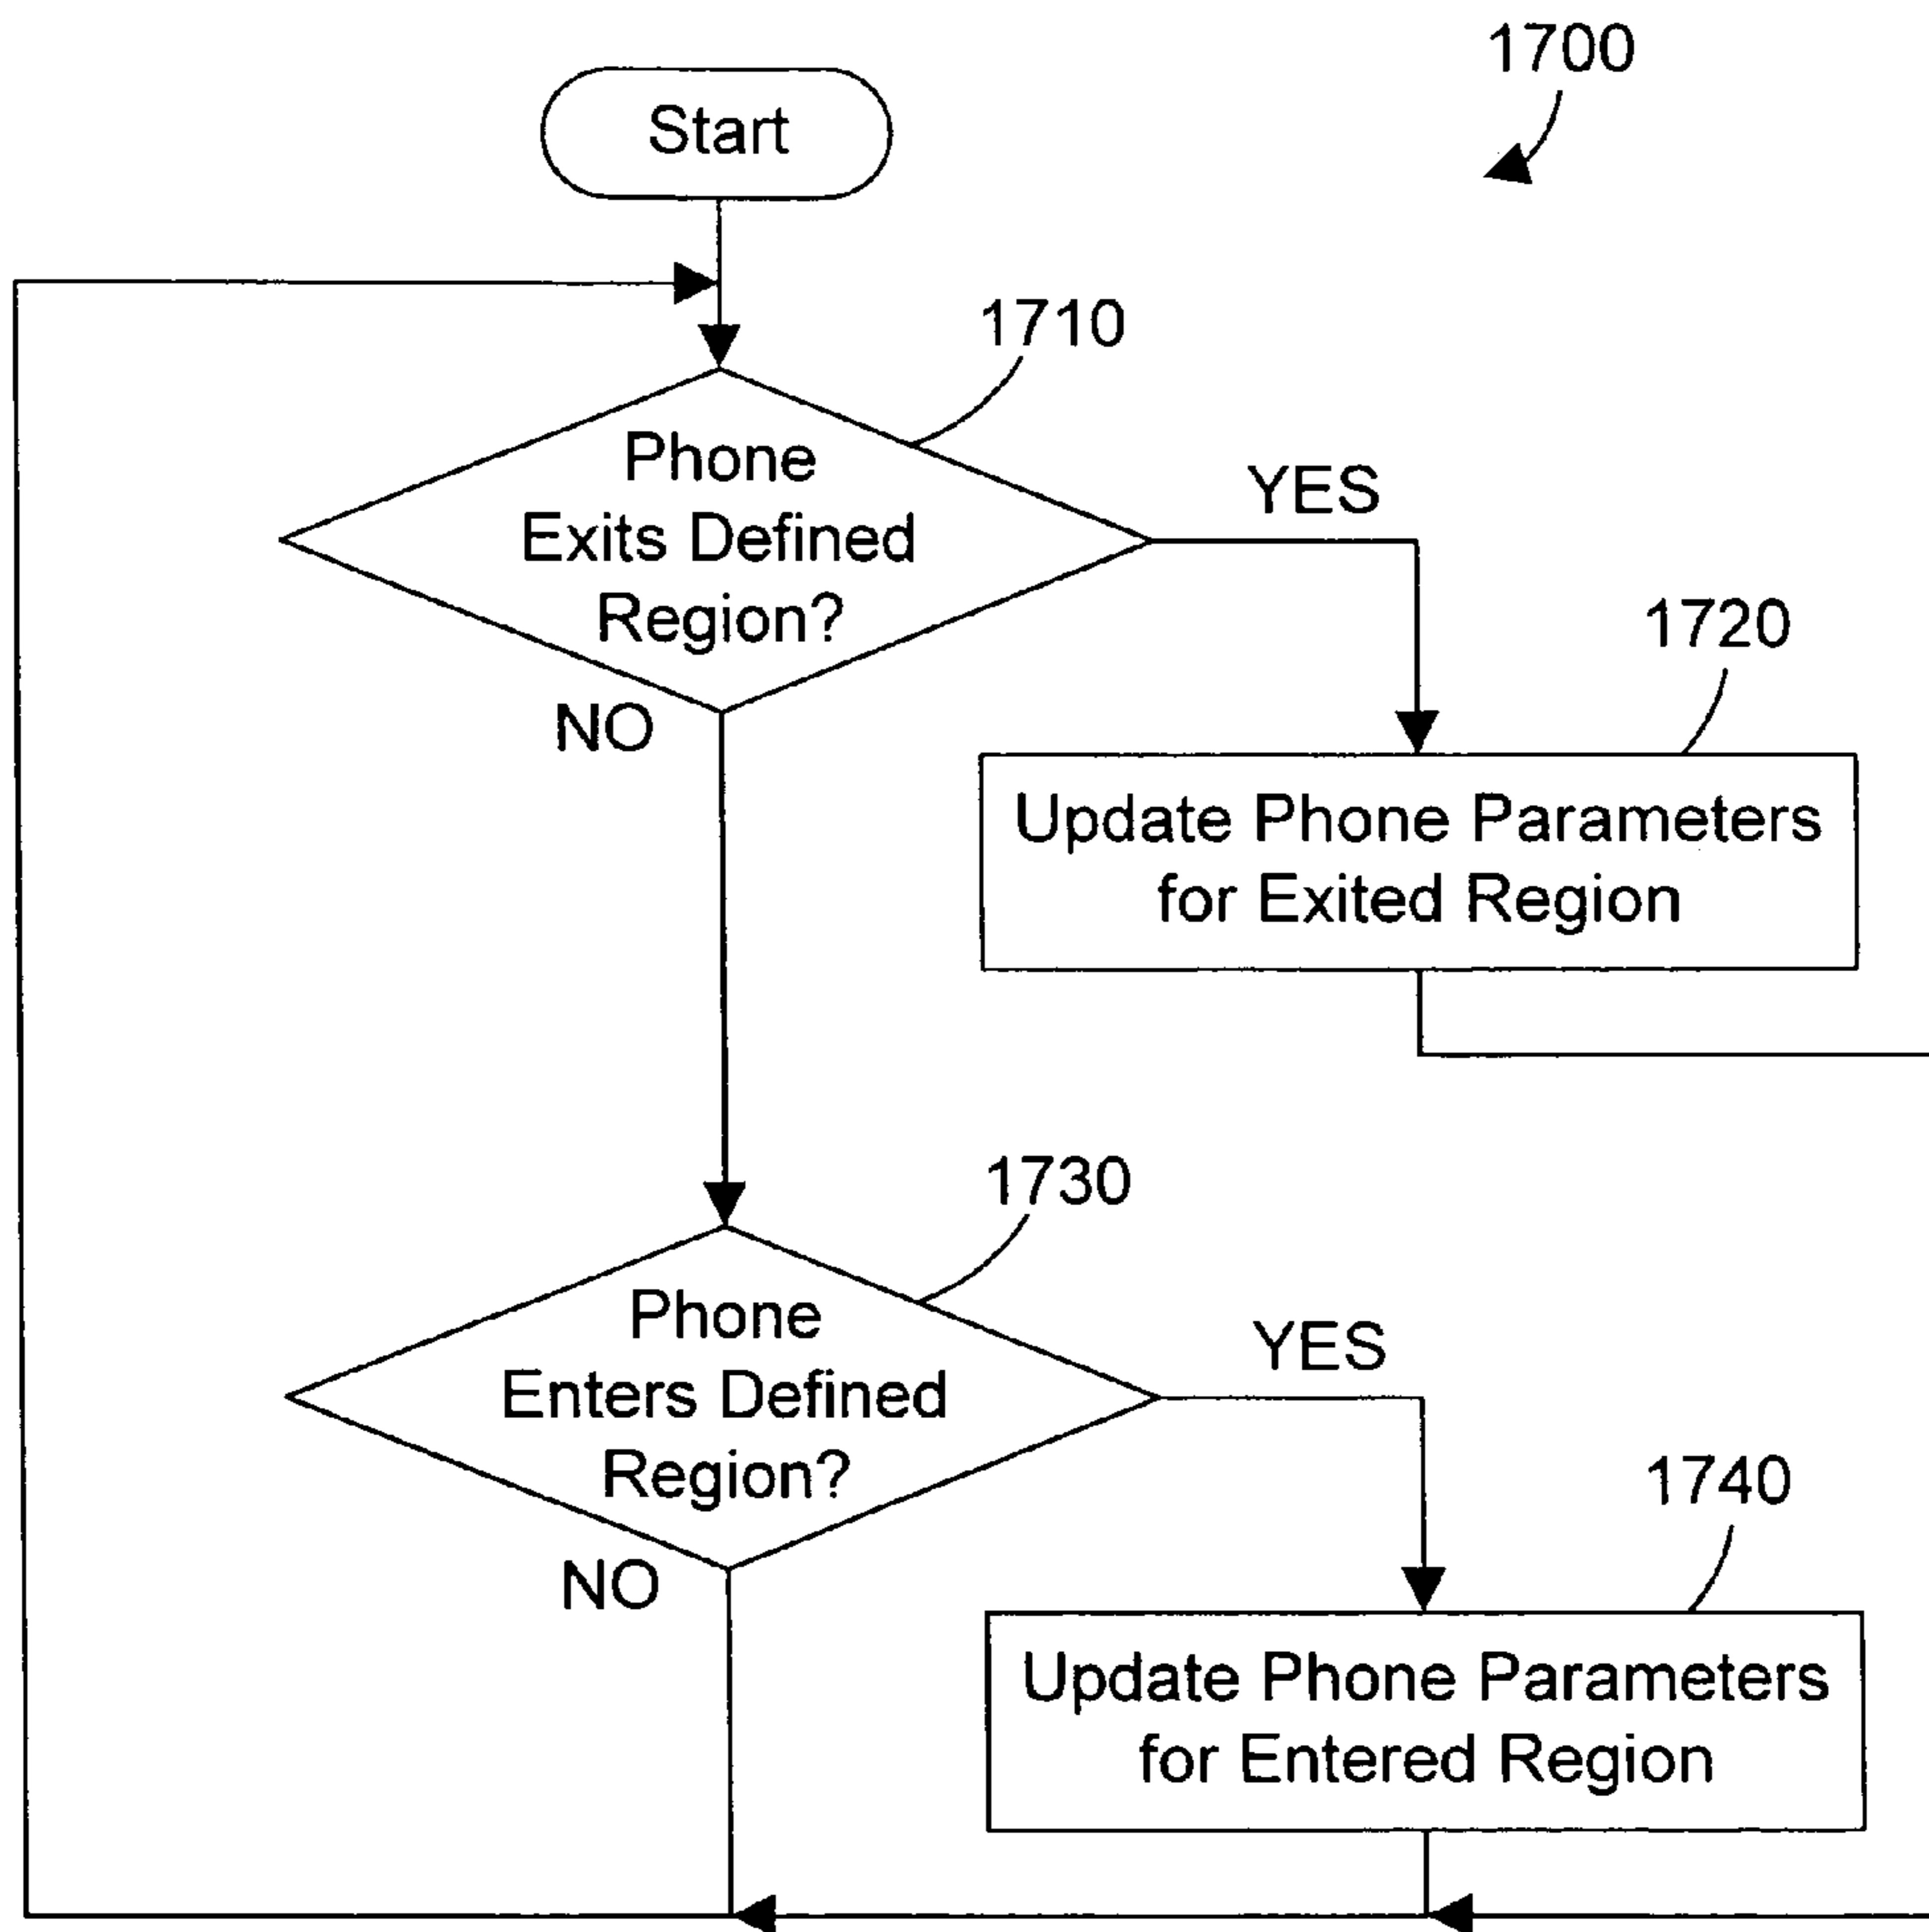 1700
Start
1710
Phone
Exits Defined
Region?
YES
NO
1720
Update Phone Parameters
for Exited Region
1730
Phone
Enters Defined
Region?
YES
NO
1740
Update Phone Parameters
for Entered Region